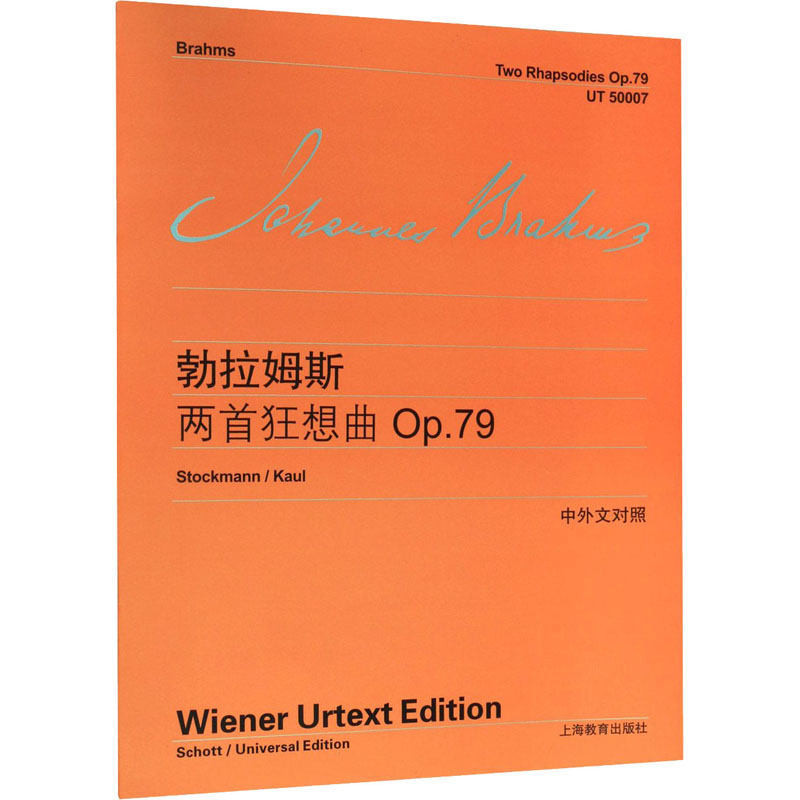 Brahms
Two Rhapsodies Op.79
UT 50007
Johannes Brahms
勃拉姆斯
两首狂想曲 Op.79
Stockmann / Kaul
中外文对照
Wiener Urtext Edition
Schott / Universal Edition
上海教育出版社